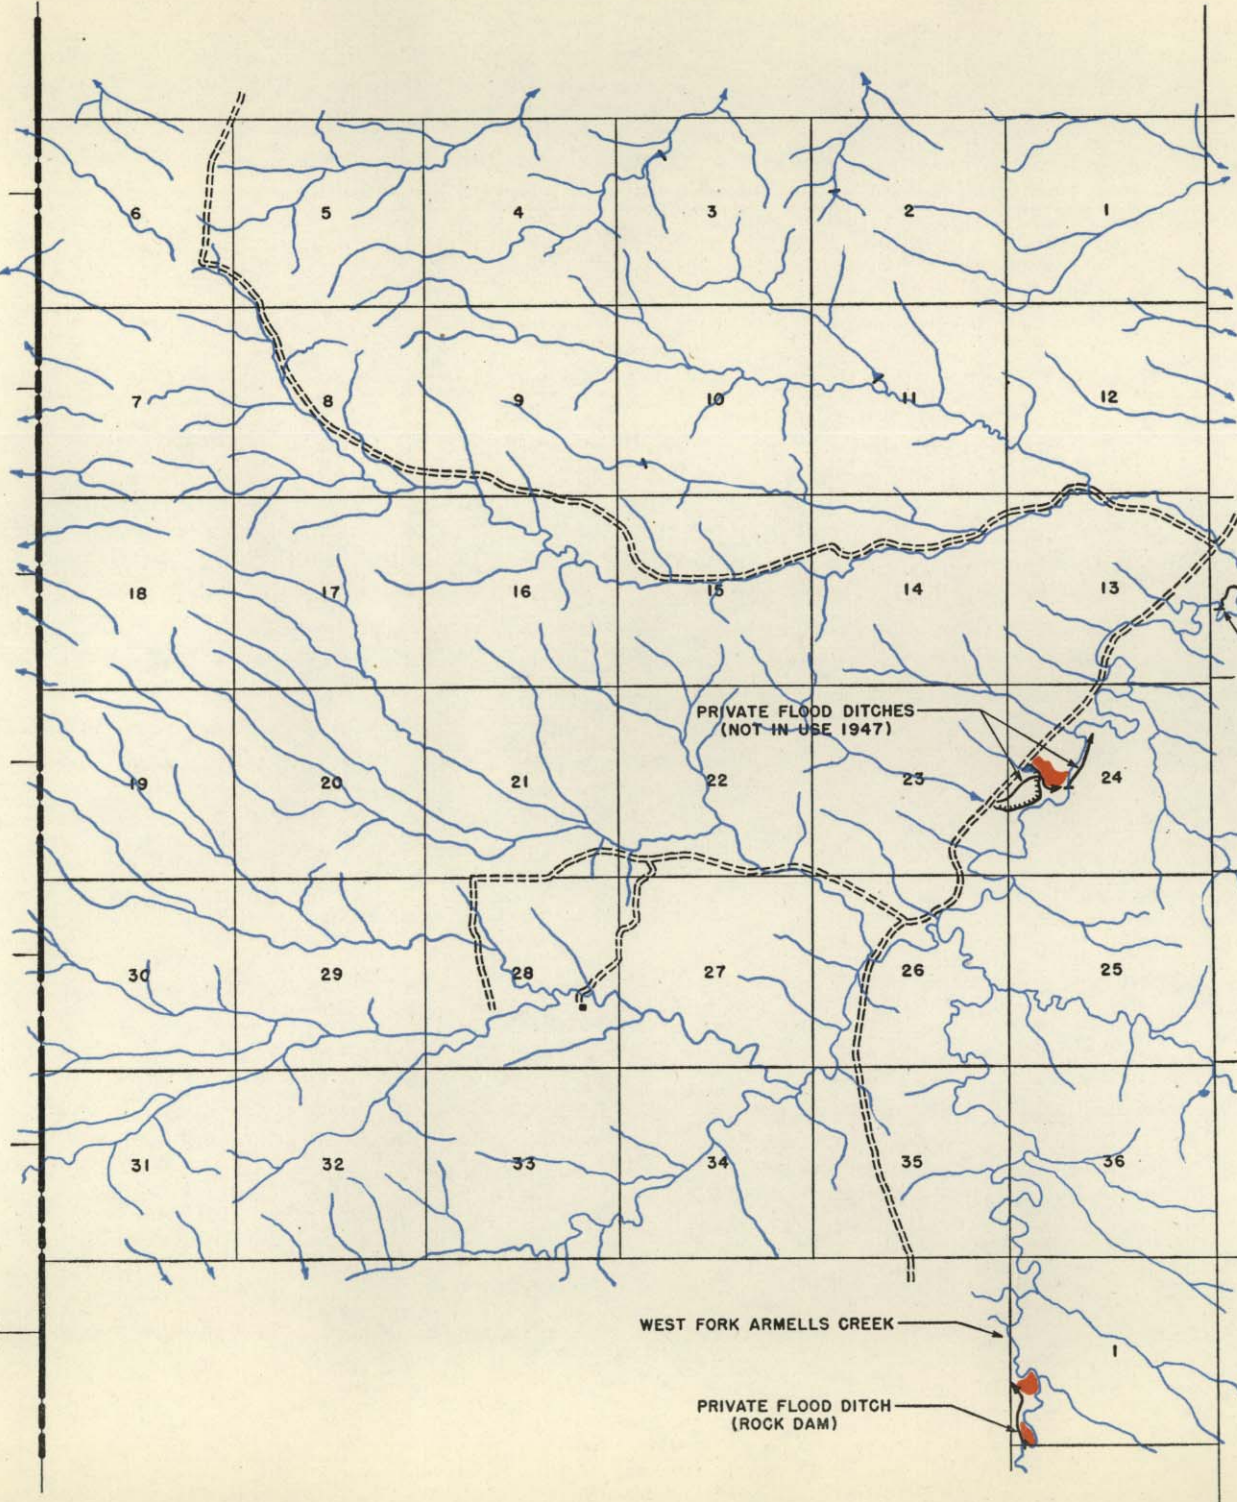 6 5 4 3 2 1
7 8 9 10 11 12
18 17 16 15 14 13
PRIVATE FLOOD DITCHES
(NOT IN USE 1947)
19 20 21 22 23 24
30 29 28 27 26 25
31 32 33 34 35 36
WEST FORK ARMELLS CREEK
1
PRIVATE FLOOD DITCH
(ROCK DAM)